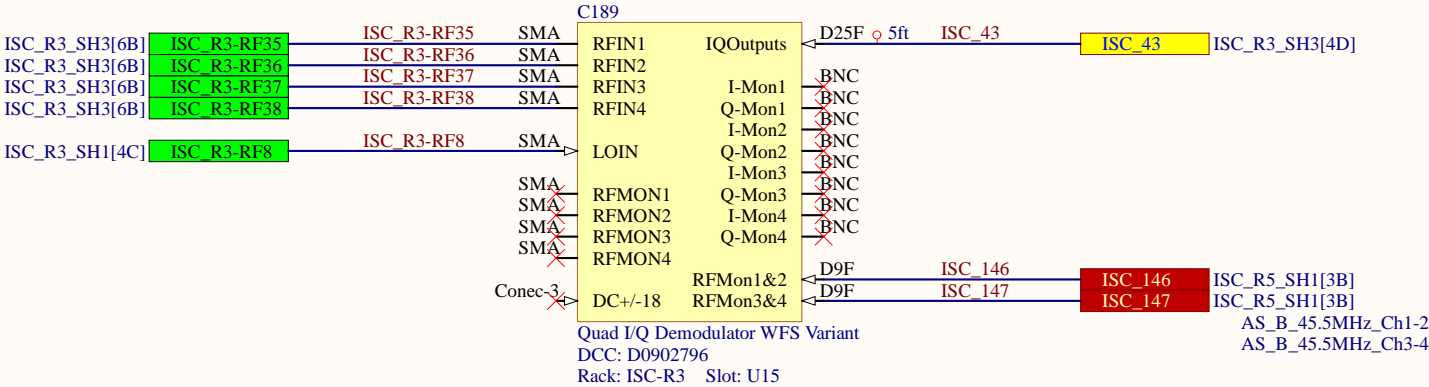 C189
ISC_R3_SH3[6B] ISC_R3-RF35 ISC_R3-RF35 SMA RFIN1 IQOutputs D25F 5ft ISC_43 ISC_43 ISC_R3_SH3[4D]
ISC_R3_SH3[6B] ISC_R3-RF36 ISC_R3-RF36 SMA RFIN2
ISC_R3_SH3[6B] ISC_R3-RF37 ISC_R3-RF37 SMA RFIN3 I-Mon1 BNC
ISC_R3_SH3[6B] ISC_R3-RF38 ISC_R3-RF38 SMA RFIN4 Q-Mon1 BNC
I-Mon2 BNC
ISC_R3_SH1[4C] ISC_R3-RF8 ISC_R3-RF8 SMA LOIN Q-Mon2 BNC
I-Mon3 BNC
SMA RFMON1 Q-Mon3 BNC
SMA RFMON2 I-Mon4 BNC
SMA RFMON3 Q-Mon4 BNC
SMA RFMON4
RFMon1&2 D9F ISC_146 ISC_146 ISC_R5_SH1[3B]
Conec-3 DC+/-18 RFMon3&4 D9F ISC_147 ISC_147 ISC_R5_SH1[3B]
AS_B_45.5MHz_Ch1-2
AS_B_45.5MHz_Ch3-4
Quad I/Q Demodulator WFS Variant
DCC: D0902796
Rack: ISC-R3 Slot: U15